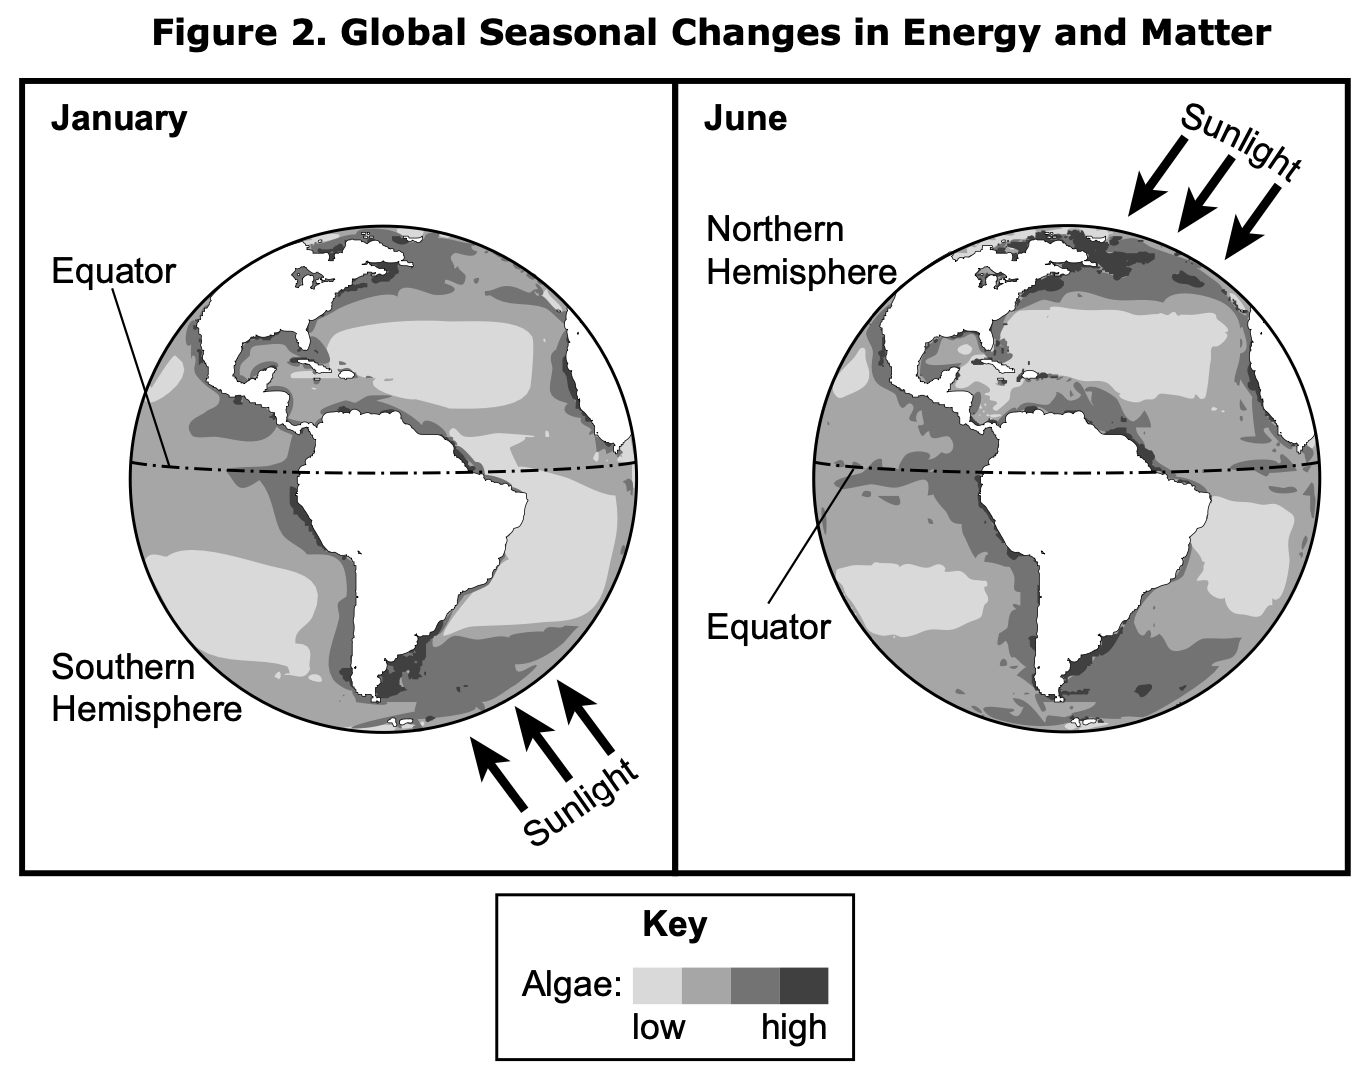 Figure 2. Global Seasonal Changes in Energy and Matter
January
Equator
Southern
Hemisphere
Sunlight
June
Sunlight
Northern
Hemisphere
Equator
Key
Algae:
low high